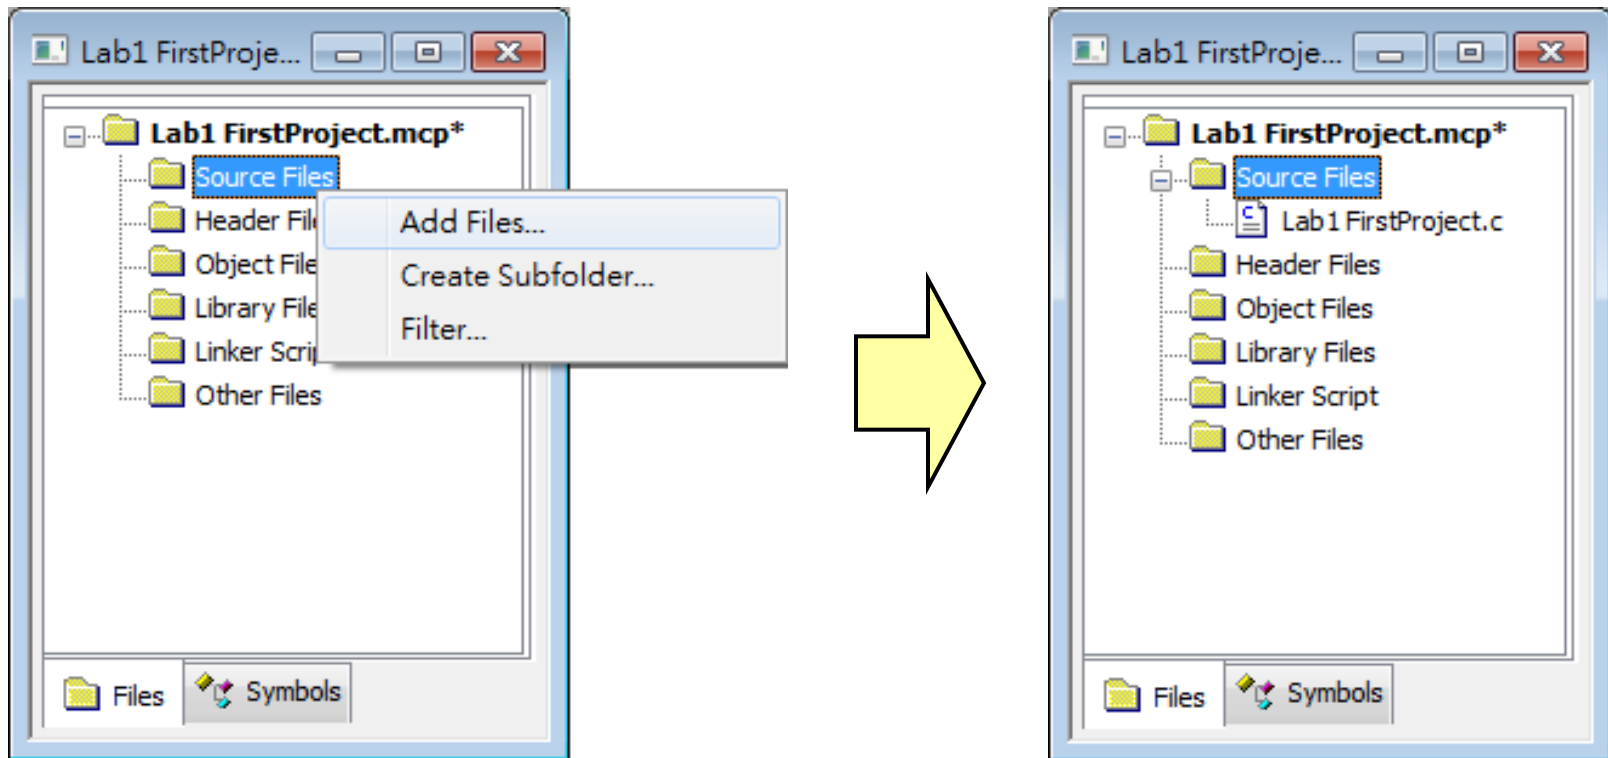 Lab1 FirstProje...
Lab1 FirstProject.mcp*
Source Files
Header File
Object File
Library File
Linker Scrip
Other Files
Add Files...
Create Subfolder...
Filter...
Files
Symbols
Lab1 FirstProje...
Lab1 FirstProject.mcp*
Source Files
Lab1 FirstProject.c
Header Files
Object Files
Library Files
Linker Script
Other Files
Files
Symbols